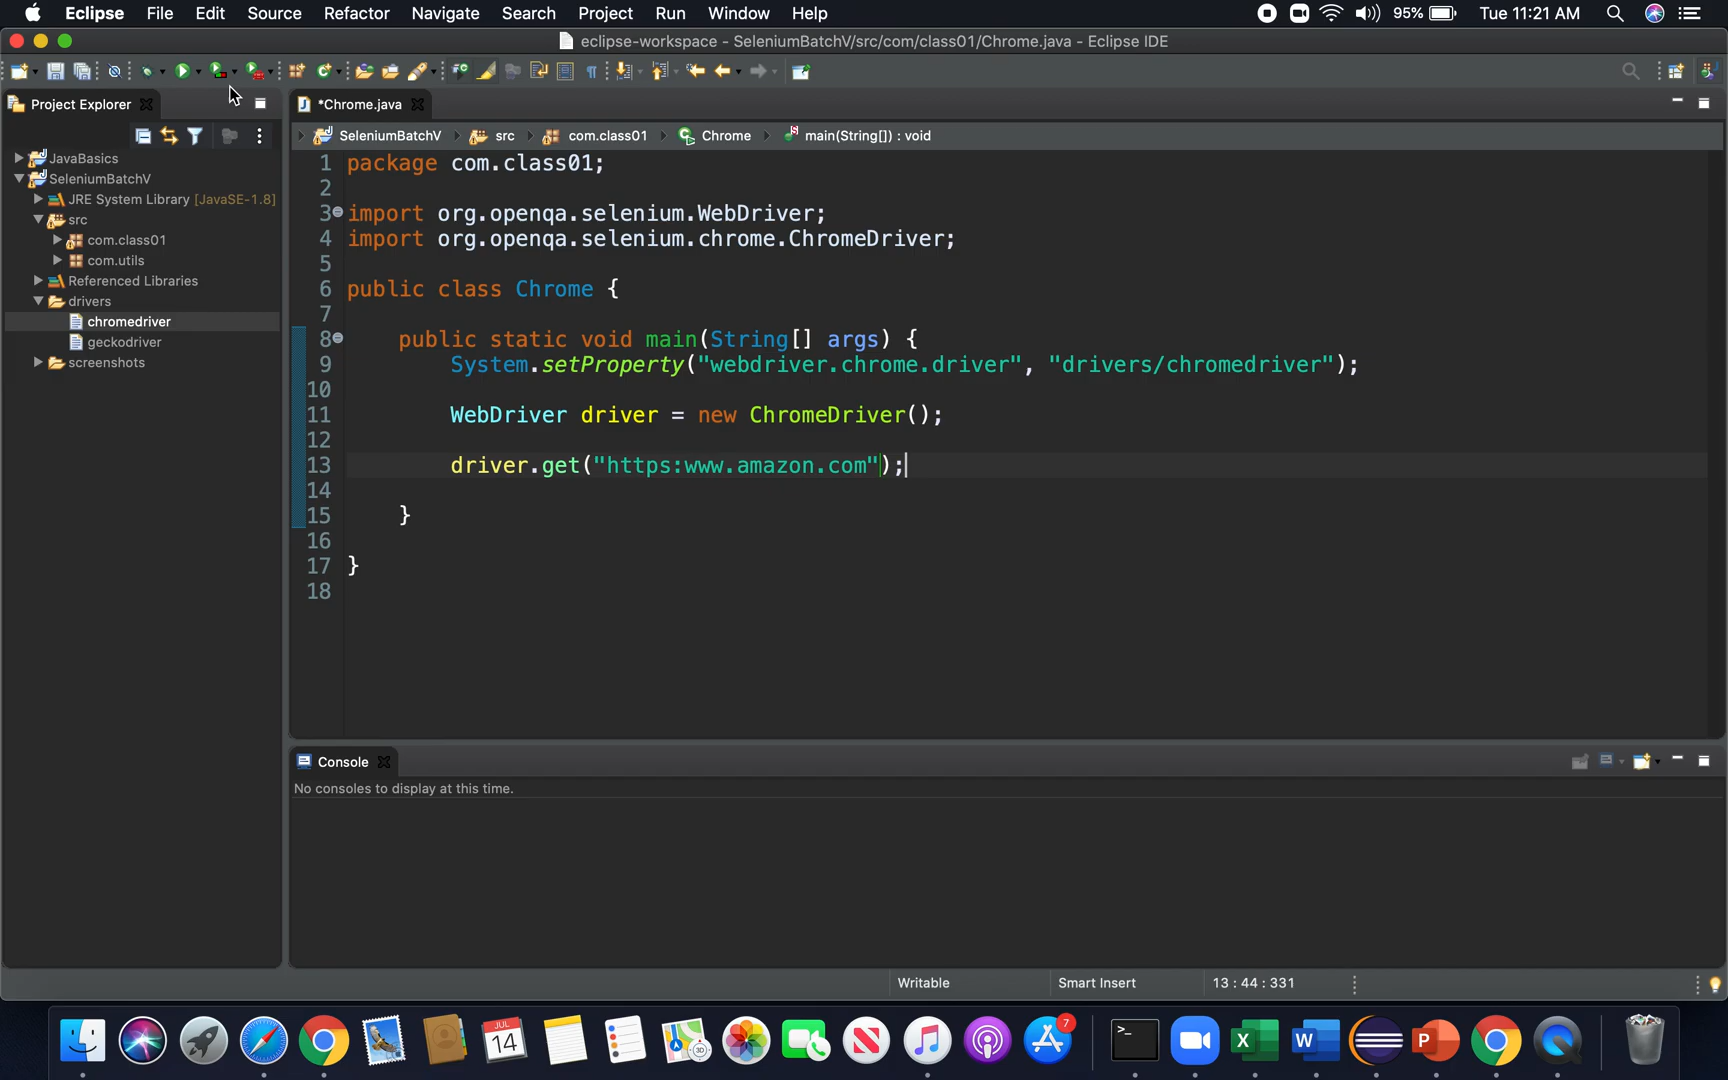 Eclipse File Edit Source Refactor Navigate Search Project Run Window Help 95% Tue 11:21 AM
eclipse-workspace - SeleniumBatchV/src/com/class01/Chrome.java - Eclipse IDE
Project Explorer
*Chrome.java
SeleniumBatchV src com.class01 Chrome main(String[]) : void
JavaBasics
SeleniumBatchV
JRE System Library [JavaSE-1.8]
src
com.class01
com.utils
Referenced Libraries
drivers
chromedriver
geckodriver
screenshots
1 package com.class01;
2
3 import org.openqa.selenium.WebDriver;
4 import org.openqa.selenium.chrome.ChromeDriver;
5
6 public class Chrome {
7
8 public static void main(String[] args) {
9 System.setProperty("webdriver.chrome.driver", "drivers/chromedriver");
10
11 WebDriver driver = new ChromeDriver();
12
13 driver.get("https:www.amazon.com");
14
15 }
16
17 }
18
Console
No consoles to display at this time.
Writable Smart Insert 13 : 44 : 331
JUL
14
3D
7
>_
X
W
P